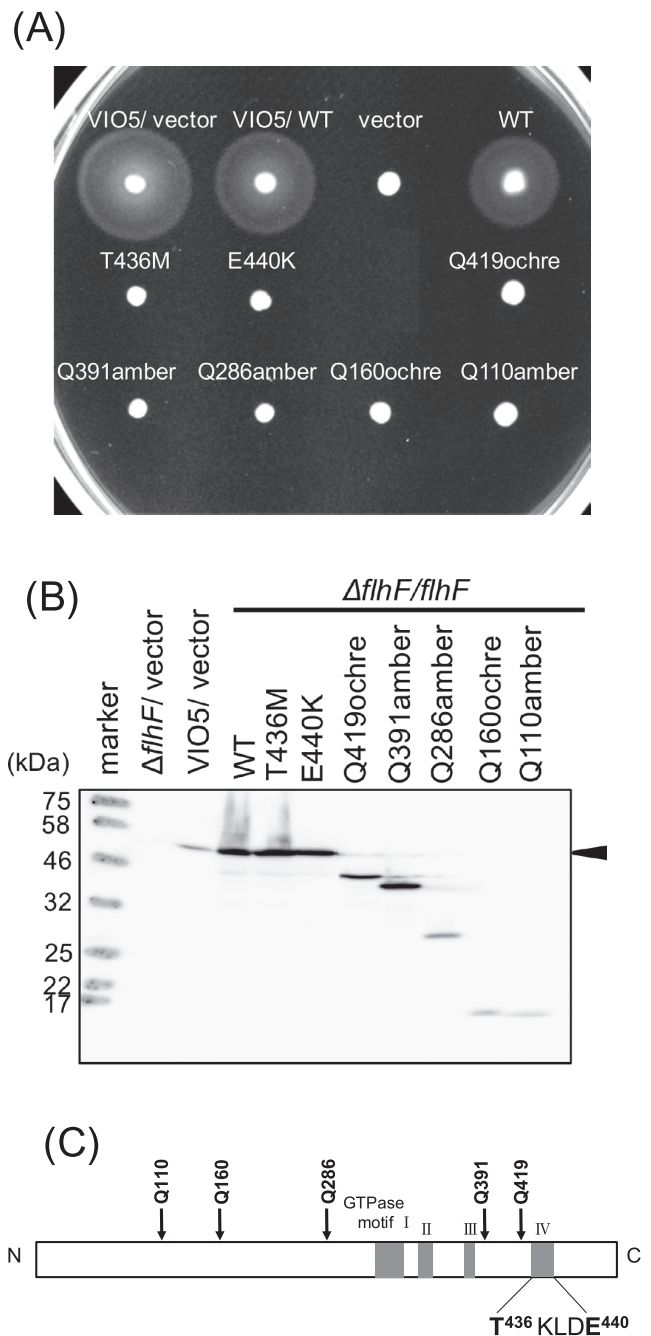 (A)
VIO5/ vector VIO5/ WT vector WT
T436M E440K Q419ochre
Q391amber Q286amber Q160ochre Q110amber
(B)
ΔflhF/flhF
(kDa) marker ΔflhF/ vector VIO5/ vector WT T436M E440K Q419ochre Q391amber Q286amber Q160ochre Q110amber
75
58
46
32
25
22
17
(C)
Q110 Q160 Q286 Q391 Q419
GTPase
motif I II III IV
N C
T436 KLDE440